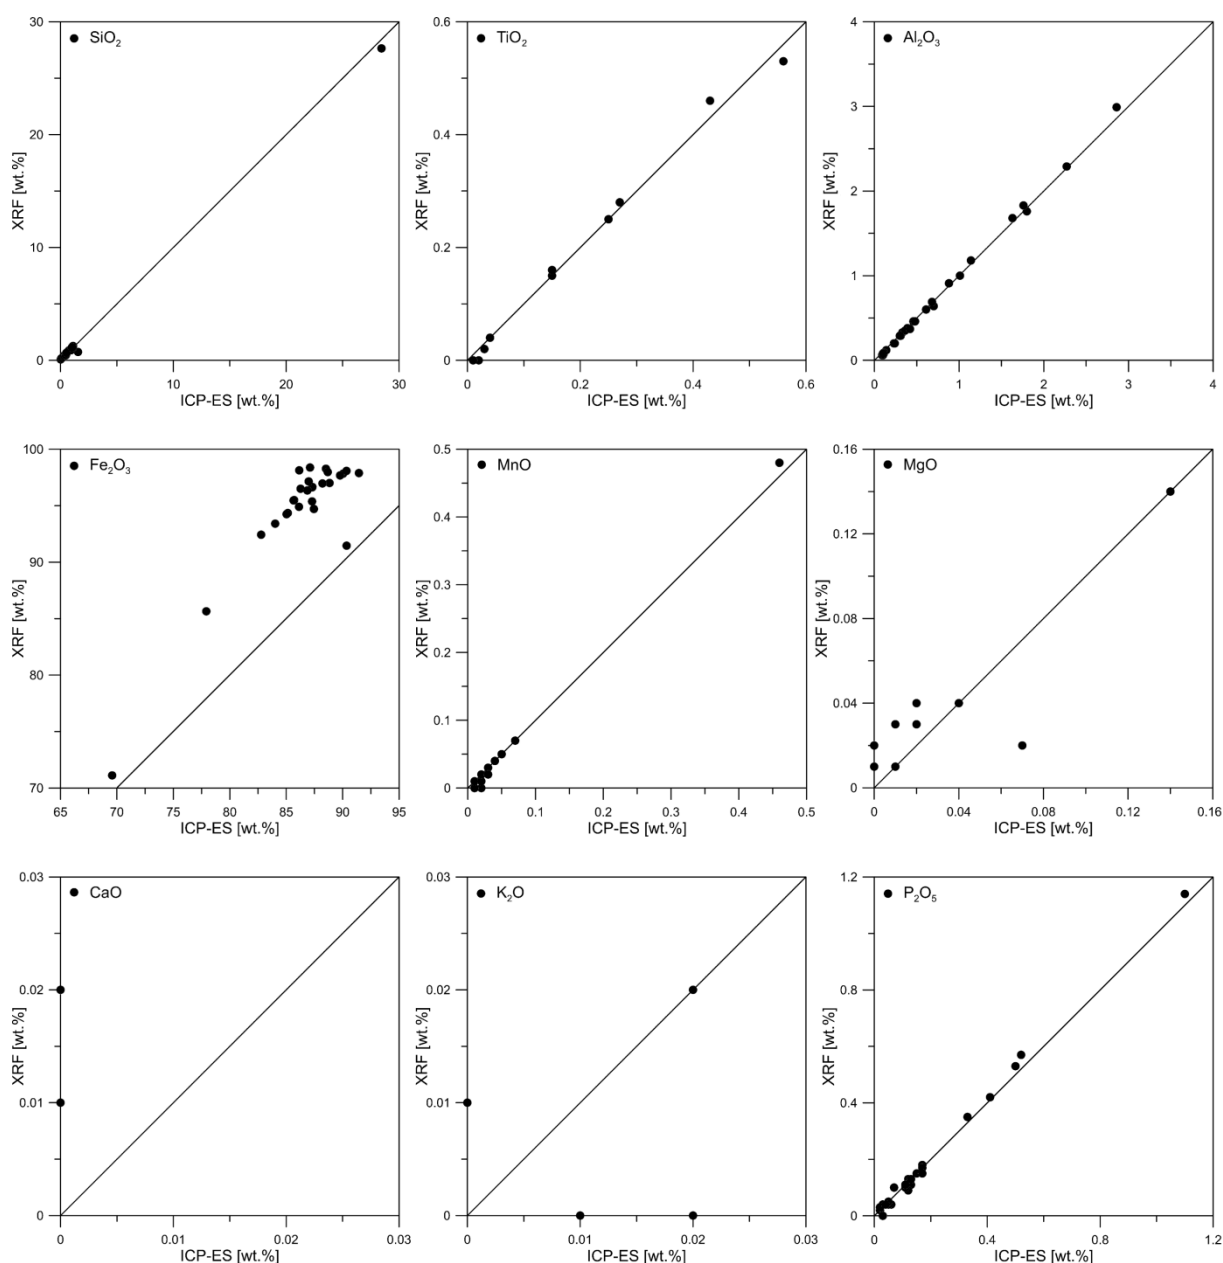 SiO₂
30
20
10
0
XRF [wt.%]
0 10 20 30
ICP-ES [wt.%]
TiO₂
0.6
0.4
0.2
0
XRF [wt.%]
0 0.2 0.4 0.6
ICP-ES [wt.%]
Al₂O₃
4
3
2
1
0
XRF [wt.%]
0 1 2 3 4
ICP-ES [wt.%]
Fe₂O₃
100
90
80
70
XRF [wt.%]
65 70 75 80 85 90 95
ICP-ES [wt.%]
MnO
0.5
0.4
0.3
0.2
0.1
0
XRF [wt.%]
0 0.1 0.2 0.3 0.4 0.5
ICP-ES [wt.%]
MgO
0.16
0.12
0.08
0.04
0
XRF [wt.%]
0 0.04 0.08 0.12 0.16
ICP-ES [wt.%]
CaO
0.03
0.02
0.01
0
XRF [wt.%]
0 0.01 0.02 0.03
ICP-ES [wt.%]
K₂O
0.03
0.02
0.01
0
XRF [wt.%]
0 0.01 0.02 0.03
ICP-ES [wt.%]
P₂O₅
1.2
0.8
0.4
0
XRF [wt.%]
0 0.4 0.8 1.2
ICP-ES [wt.%]